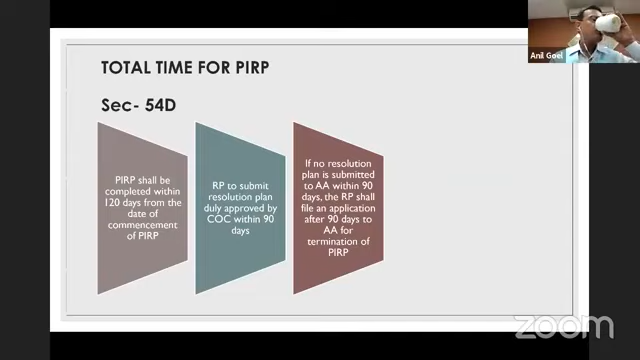 TOTAL TIME FOR PIRP
Sec- 54D
PIRP shall be
completed within
120 days from the
date of
commencement
of PIRP
RP to submit
resolution plan
duly approved by
COC within 90
days
If no resolution
plan is submitted
to AA within 90
days, the RP shall
file an application
after 90 days to
AA for
termination of
PIRP
Anil Goel
zoom